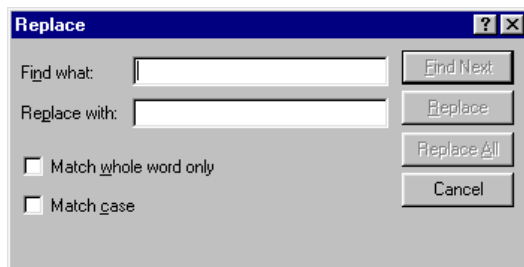 Replace
Find what:
Find Next
Replace with:
Replace
Replace All
Match whole word only
Cancel
Match case